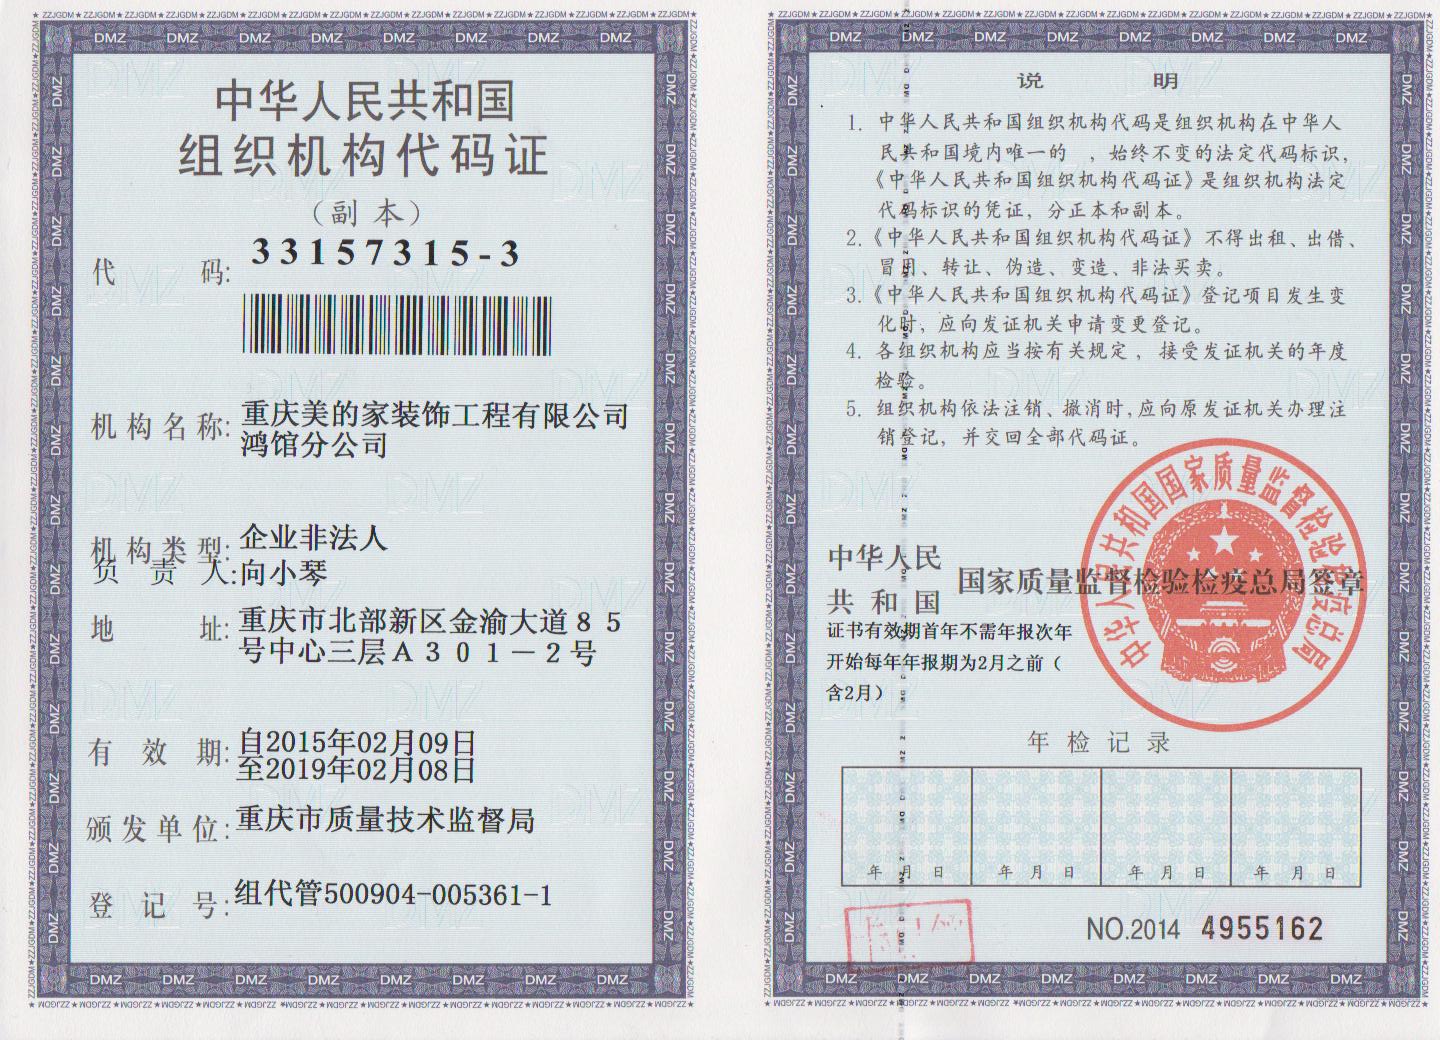 中华人民共和国
组织机构代码证
（副本）
代码: 33157315-3
机构名称: 重庆美的家装饰工程有限公司
鸿馆分公司
机构类型: 企业非法人
负责人: 向小琴
地址: 重庆市北部新区金渝大道８５
号中心三层Ａ３０１－２号
有效期: 自2015年02月09日
至2019年02月08日
颁发单位: 重庆市质量技术监督局
登记号: 组代管500904-005361-1
说明
1. 中华人民共和国组织机构代码是组织机构在中华人
民共和国境内唯一的 ，始终不变的法定代码标识，
《中华人民共和国组织机构代码证》是组织机构法定
代码标识的凭证，分正本和副本。
2.《中华人民共和国组织机构代码证》不得出租、出借、
冒用、转让、伪造、变造、非法买卖。
3.《中华人民共和国组织机构代码证》登记项目发生变
化时，应向发证机关申请变更登记。
4. 各组织机构应当按有关规定，接受发证机关的年度
检验。
5. 组织机构依法注销、撤消时，应向原发证机关办理注
销登记，并交回全部代码证。
中华人民共和国国家质量监督检验检疫总局
中华人民
共和国
国家质量监督检验检疫总局签章
证书有效期首年不需年报次年
开始每年年报期为2月之前（
含2月）
年检记录
年 月 日 年 月 日 年 月 日 年 月 日
NO.2014 4955162
DMZ
ZZJGDM